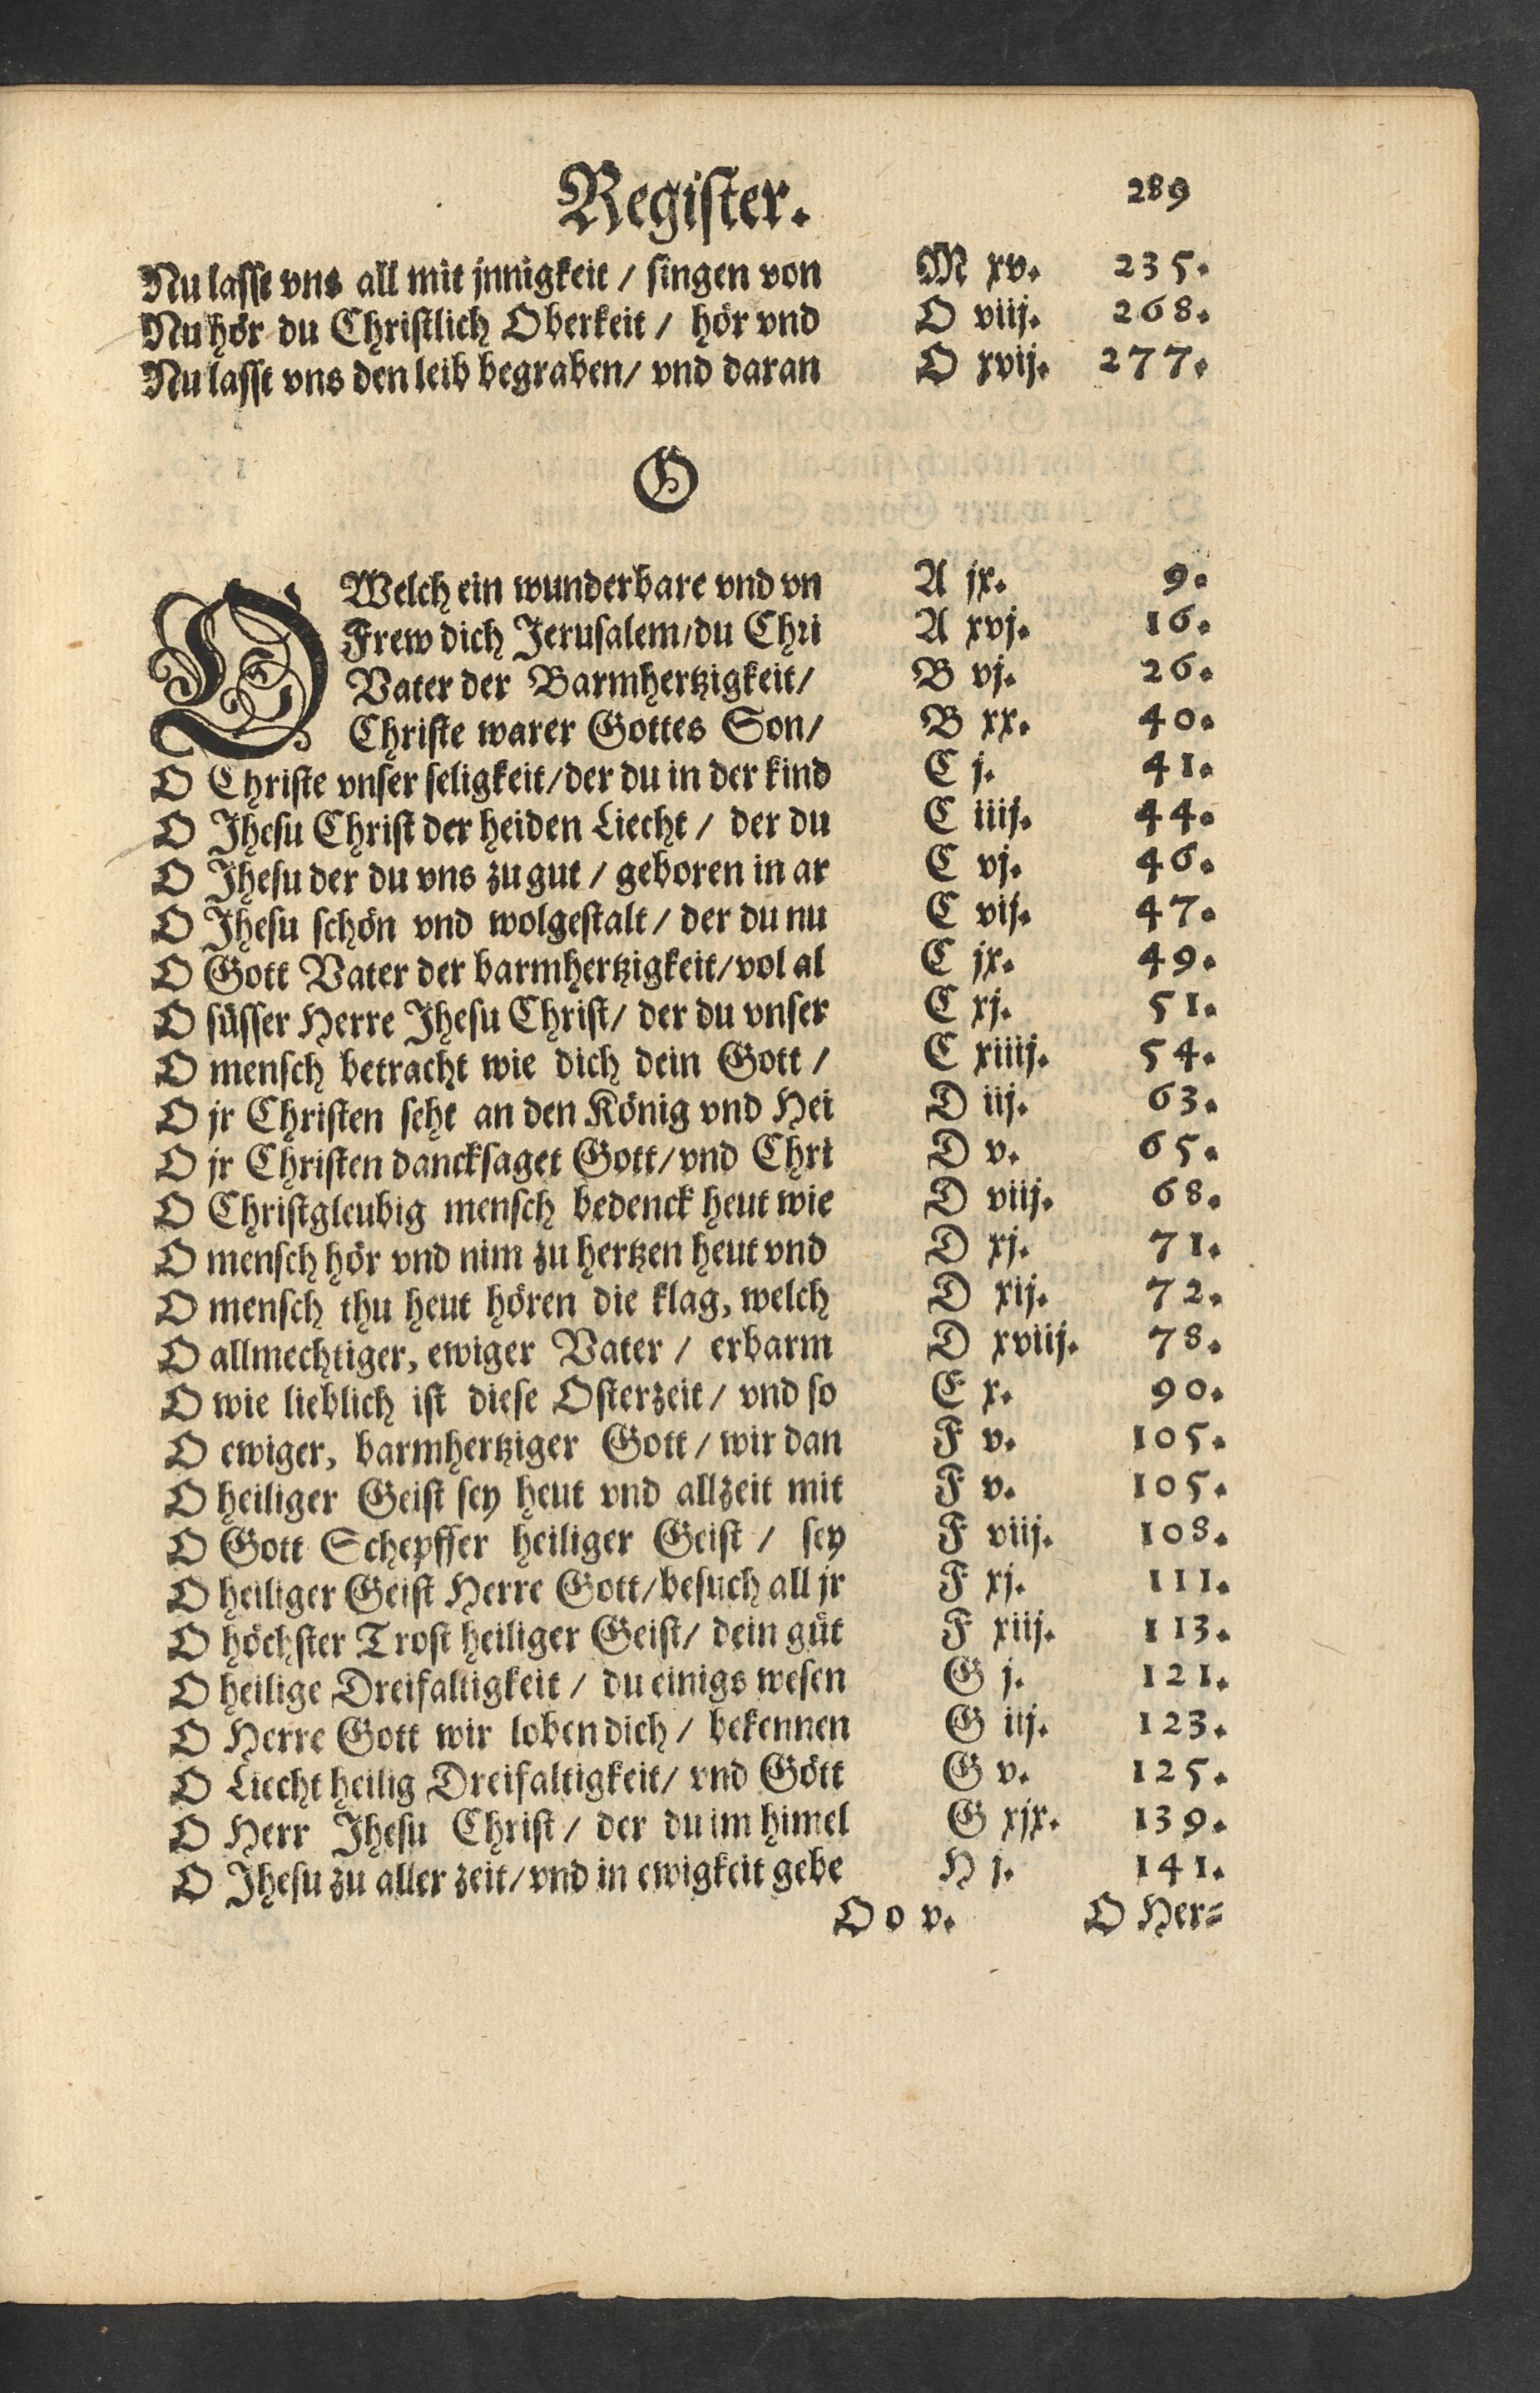 Register. 289
Nu lasst vns all mit jnnigkeit / singen von M xv. 235.
Nu hör du Christlich Oberkeit / hör vnd O viij. 268.
Nu lasst vns den leib begraben / vnd daran O xvij. 277.
O
O Welch ein wunderbare vnd vn A jx. 9.
Frew dich Jerusalem / du Chri A xvj. 16.
Vater der Barmhertzigkeit / B vj. 26.
Christe warer Gottes Son / B xx. 40.
O Christe vnser seligkeit / der du in der kind C j. 41.
O Jhesu Christ der heiden Liecht / der du C iiij. 44.
O Jhesu der du vns zu gut / geboren in ar C vj. 46.
O Jhesu schön vnd wolgestalt / der du nu C vij. 47.
O Gott Vater der barmhertzigkeit / vol al C jx. 49.
O süsser Herre Jhesu Christ / der du vnser C xj. 51.
O mensch betracht wie dich dein Gott / C xiiij. 54.
O jr Christen seht an den König vnd Hei D iij. 63.
O jr Christen dancksaget Gott / vnd Chri D v. 65.
O Christgleubig mensch bedenck heut wie D viij. 68.
O mensch hör vnd nim zu hertzen heut vnd D xj. 71.
O mensch thu heut hören die klag, welch D xij. 72.
O allmechtiger, ewiger Vater / erbarm D xviij. 78.
O wie lieblich ist diese Osterzeit / vnd so E x. 90.
O ewiger, barmhertziger Gott / wir dan F v. 105.
O heiliger Geist sey heut vnd allzeit mit F v. 105.
O Gott Schepffer heiliger Geist / sey F viij. 108.
O heiliger Geist Herre Gott / besuch all jr F xj. 111.
O höchster Trost heiliger Geist / dein güt F xiij. 113.
O heilige Dreifaltigkeit / du einigs wesen G j. 121.
O Herre Gott wir loben dich / bekennen G iij. 123.
O Liecht heilig Dreifaltigkeit / vnd Gött G v. 125.
O Herr Jhesu Christ / der du im himel G xjx. 139.
O Jhesu zu aller zeit / vnd in ewigkeit gebe H j. 141.
O o v. O Her=